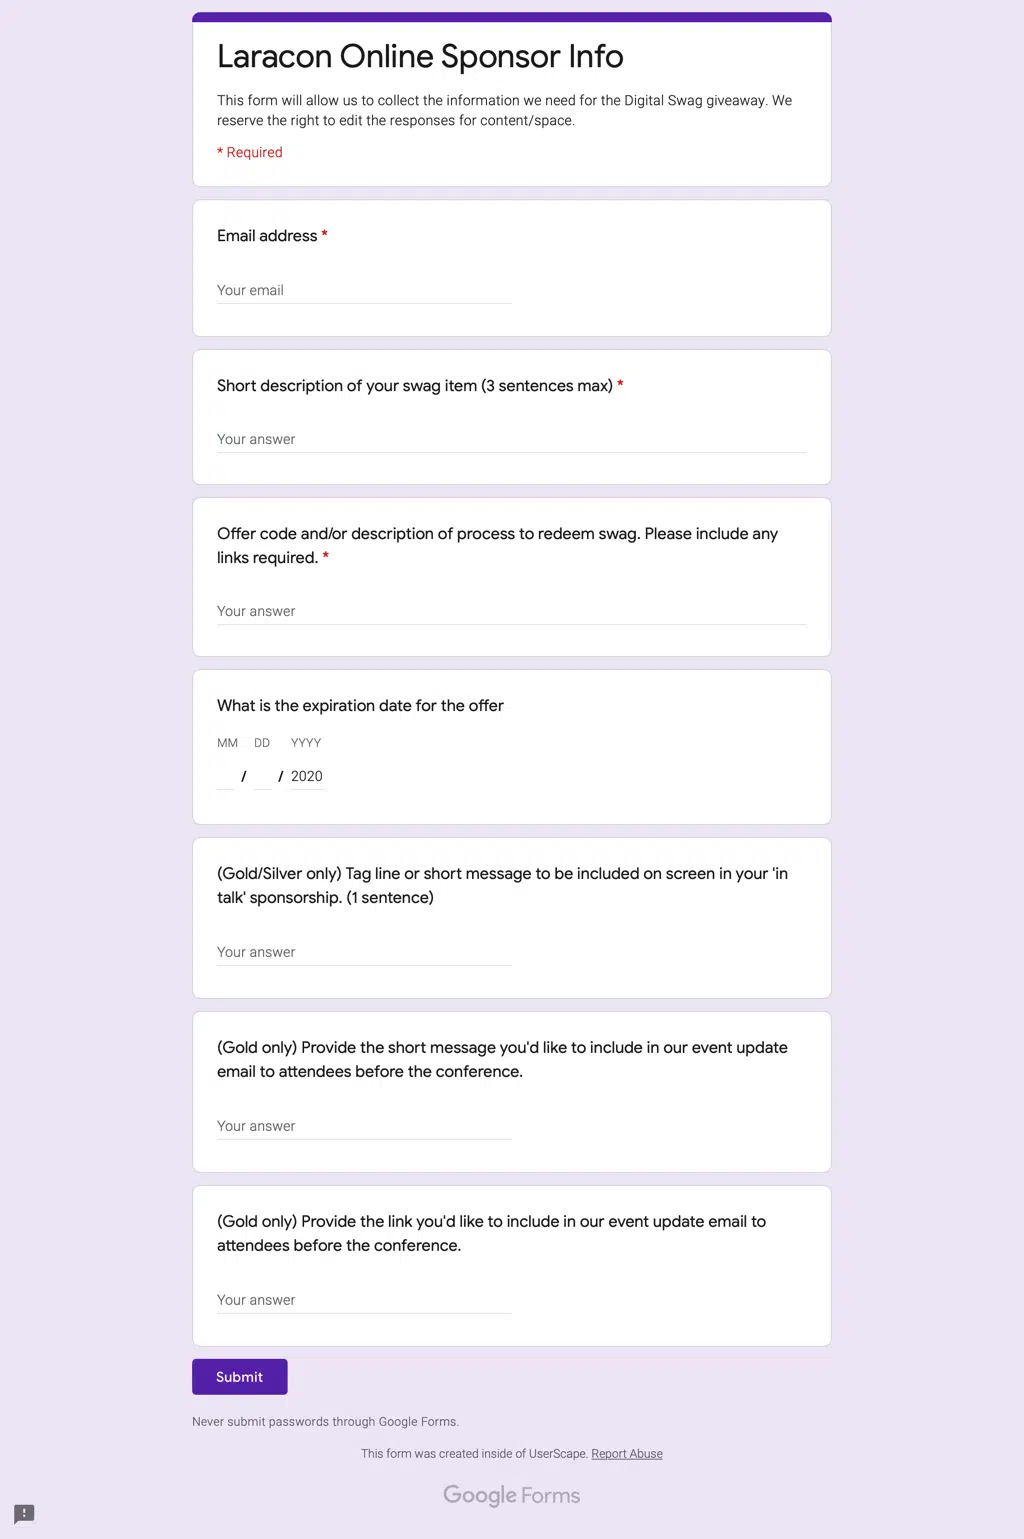 Laracon Online Sponsor Info
This form will allow us to collect the information we need for the Digital Swag giveaway. We
reserve the right to edit the responses for content/space.
* Required
Email address *
Your email
Short description of your swag item (3 sentences max) *
Your answer
Offer code and/or description of process to redeem swag. Please include any
links required. *
Your answer
What is the expiration date for the offer
MM DD YYYY
/ / 2020
(Gold/Silver only) Tag line or short message to be included on screen in your 'in
talk' sponsorship. (1 sentence)
Your answer
(Gold only) Provide the short message you'd like to include in our event update
email to attendees before the conference.
Your answer
(Gold only) Provide the link you'd like to include in our event update email to
attendees before the conference.
Your answer
Submit
Never submit passwords through Google Forms.
This form was created inside of UserScape. Report Abuse
Google Forms